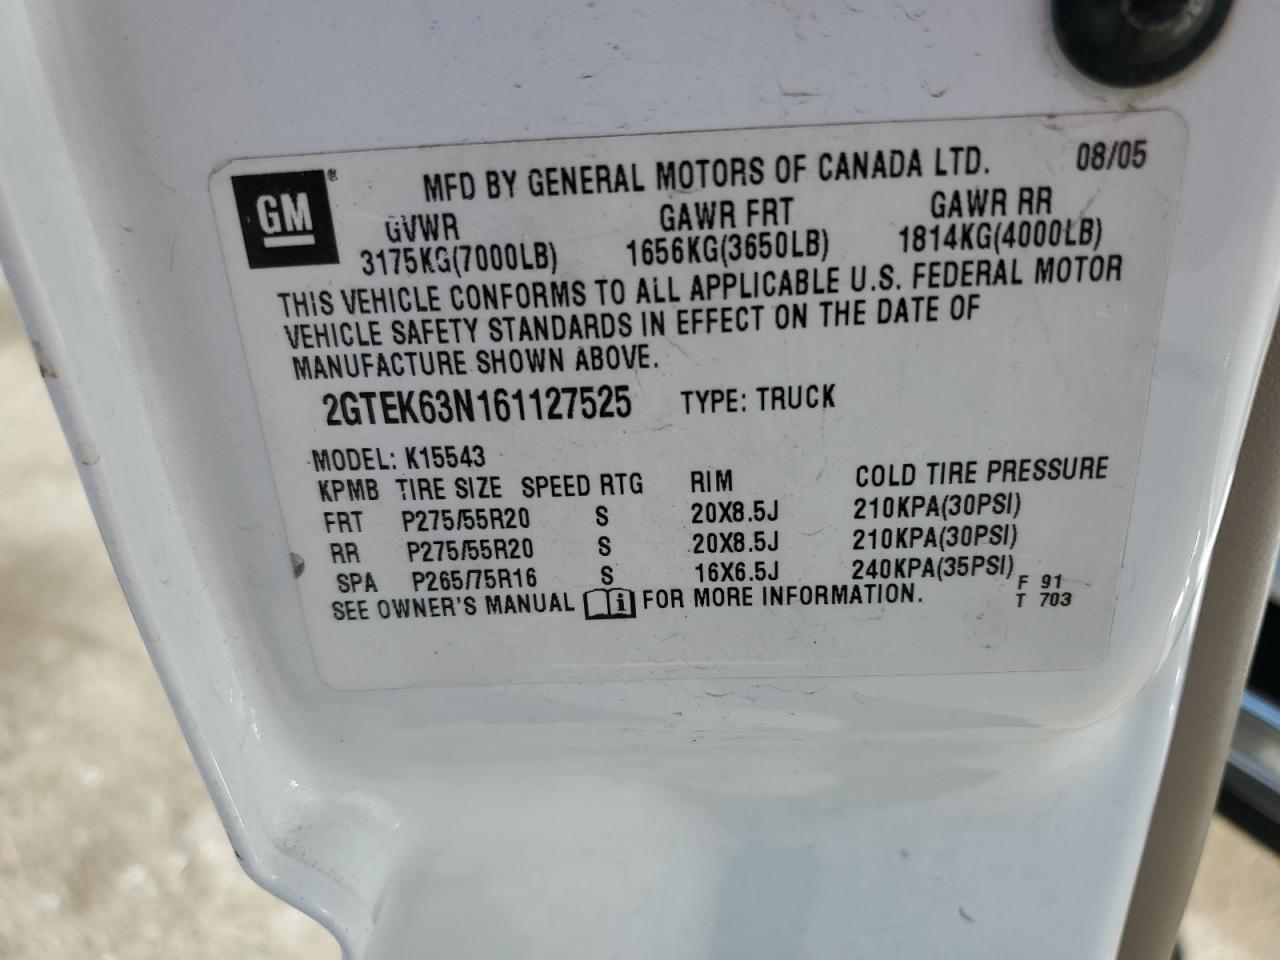 GM®
MFD BY GENERAL MOTORS OF CANADA LTD. 08/05
GVWR GAWR FRT GAWR RR
3175KG(7000LB) 1656KG(3650LB) 1814KG(4000LB)
THIS VEHICLE CONFORMS TO ALL APPLICABLE U.S. FEDERAL MOTOR
VEHICLE SAFETY STANDARDS IN EFFECT ON THE DATE OF
MANUFACTURE SHOWN ABOVE.
2GTEK63N161127525 TYPE: TRUCK
MODEL: K15543
KPMB TIRE SIZE SPEED RTG RIM COLD TIRE PRESSURE
FRT P275/55R20 S 20X8.5J 210KPA(30PSI)
RR P275/55R20 S 20X8.5J 210KPA(30PSI)
SPA P265/75R16 S 16X6.5J 240KPA(35PSI)
SEE OWNER'S MANUAL i FOR MORE INFORMATION.
F 91
T 703